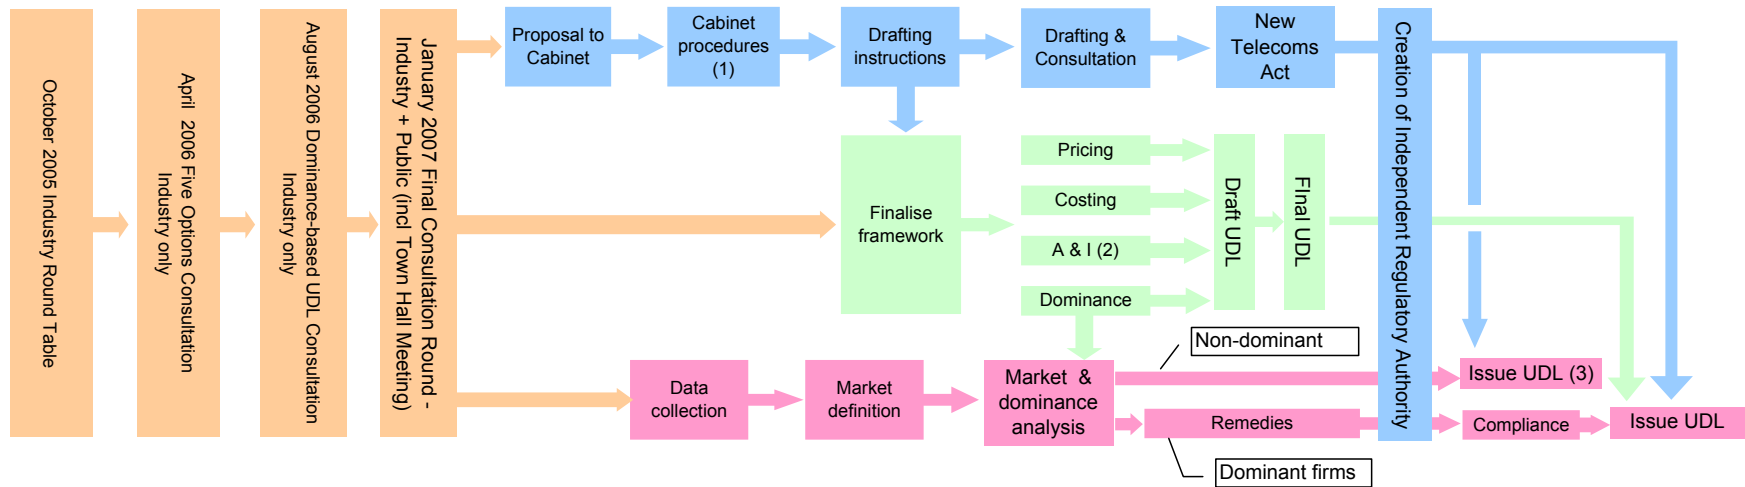 October 2005 Industry Round Table
April  2006 Five Options Consultation
Industry only
August 2006 Dominance-based UDL Consultation
Industry only
January 2007 Final Consultation Round -
Industry + Public (incl Town Hall Meeting)
Proposal to
Cabinet
Cabinet
procedures
(1)
Drafting
instructions
Drafting &
Consultation
New
Telecoms
Act
Creation of Independent Regulatory Authority
Finalise
framework
Pricing
Costing
A & I (2)
Dominance
Draft UDL
FInal UDL
Data
collection
Market
definition
Market  &
dominance
analysis
Non-dominant
Remedies
Dominant firms
Issue UDL (3)
Compliance
Issue UDL